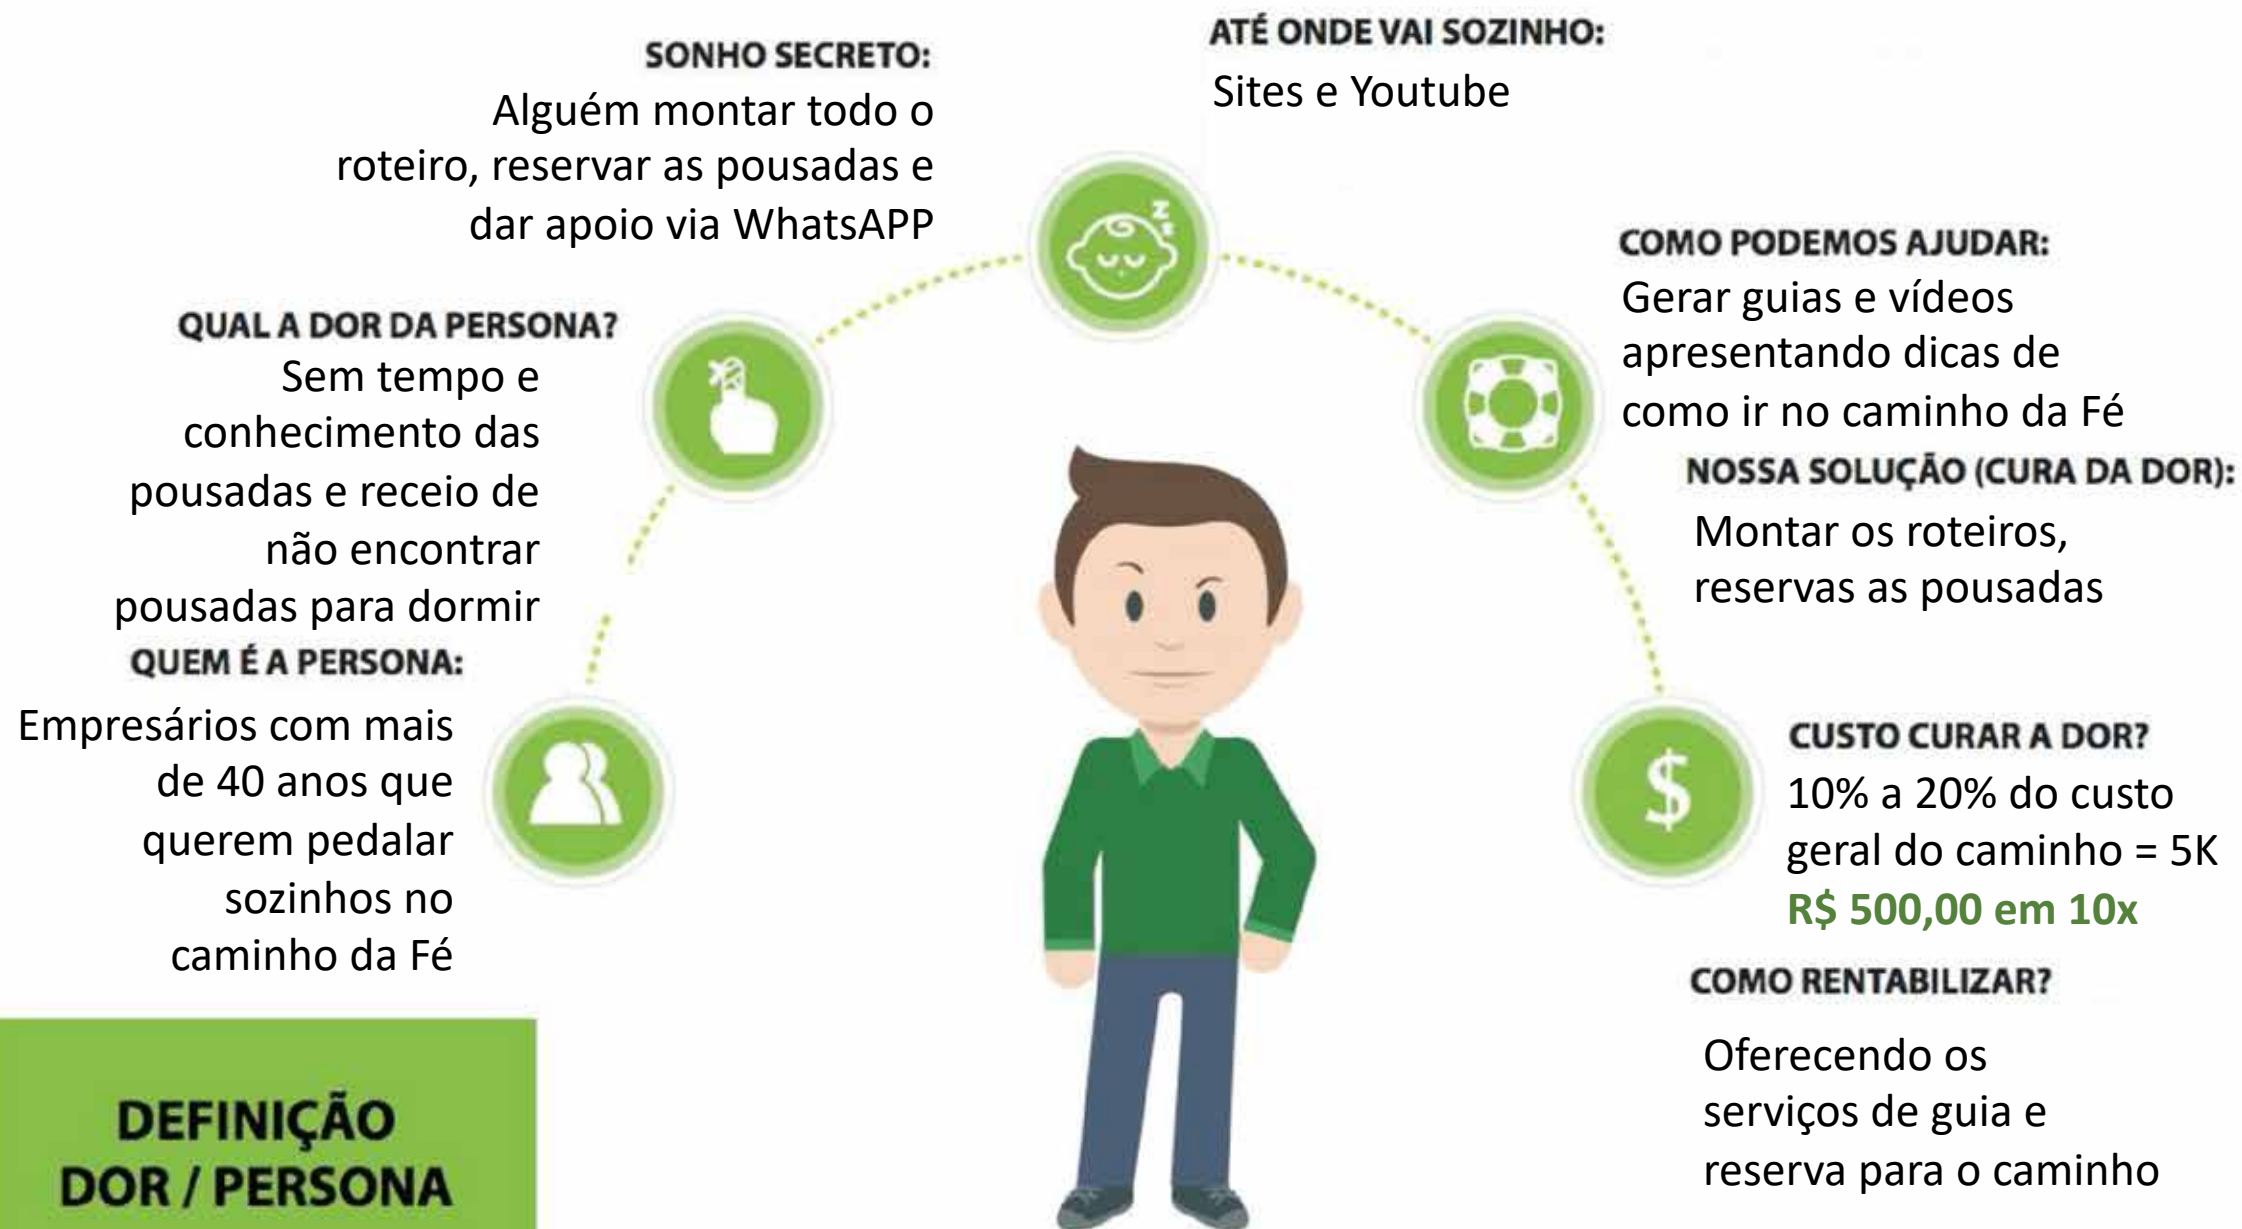 SONHO SECRETO:
Alguém montar todo o
roteiro, reservar as pousadas e
dar apoio via WhatsAPP
ATÉ ONDE VAI SOZINHO:
Sites e Youtube
QUAL A DOR DA PERSONA?
Sem tempo e
conhecimento das
pousadas e receio de
não encontrar
pousadas para dormir
COMO PODEMOS AJUDAR:
Gerar guias e vídeos
apresentando dicas de
como ir no caminho da Fé
NOSSA SOLUÇÃO (CURA DA DOR):
Montar os roteiros,
reservas as pousadas
QUEM É A PERSONA:
Empresários com mais
de 40 anos que
querem pedalar
sozinhos no
caminho da Fé
$
CUSTO CURAR A DOR?
10% a 20% do custo
geral do caminho = 5K
R$ 500,00 em 10x
COMO RENTABILIZAR?
Oferecendo os
serviços de guia e
reserva para o caminho
DEFINIÇÃO
DOR / PERSONA